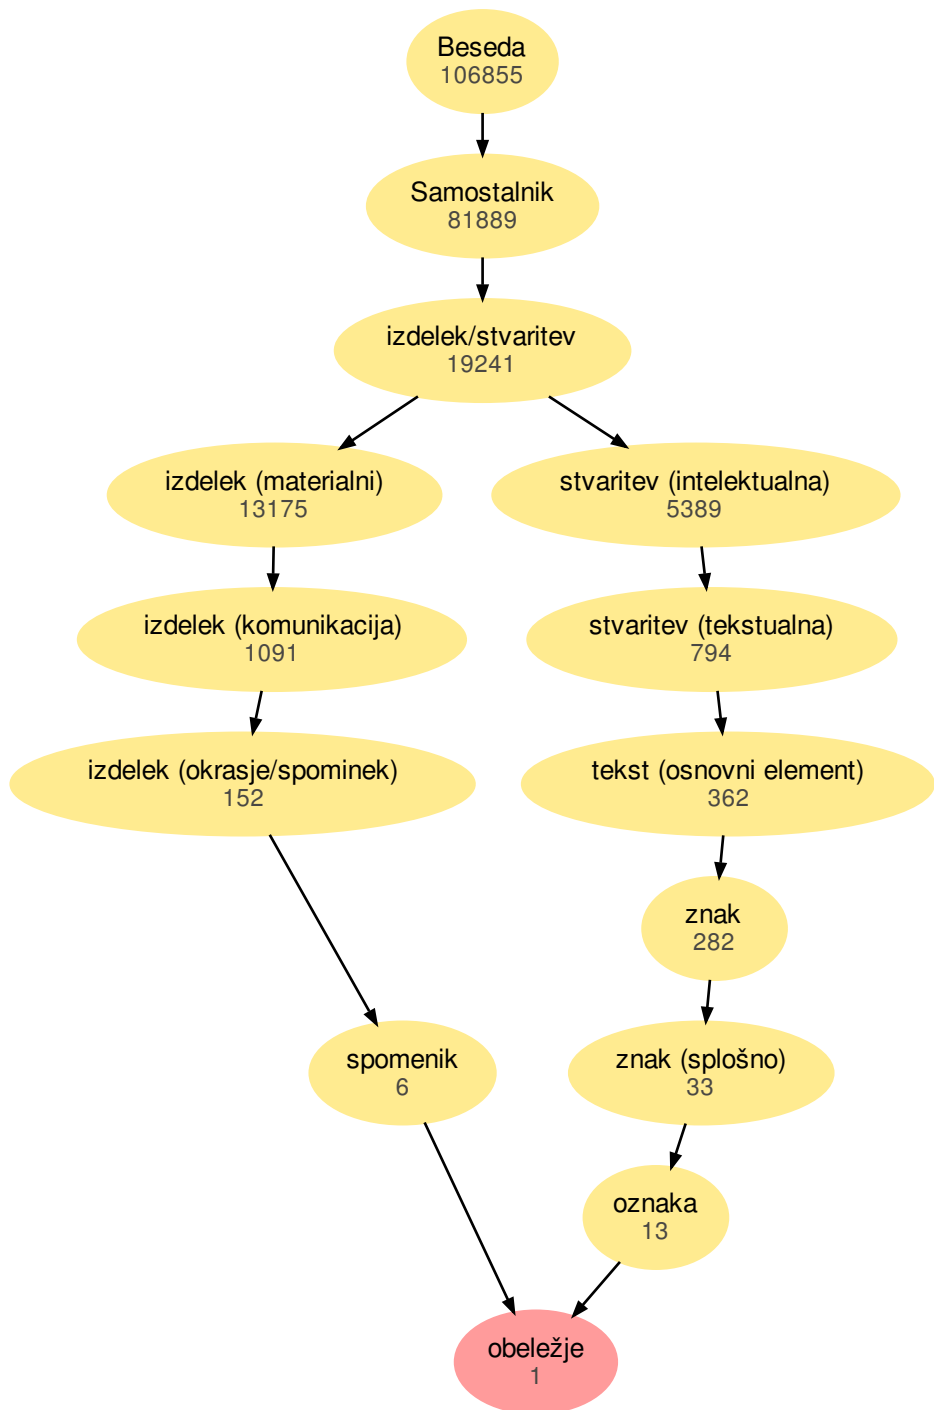 Beseda
106855
Samostalnik
81889
izdelek/stvaritev
19241
izdelek (materialni)
13175
stvaritev (intelektualna)
5389
izdelek (komunikacija)
1091
stvaritev (tekstualna)
794
izdelek (okrasje/spominek)
152
tekst (osnovni element)
362
znak
282
spomenik
6
znak (splošno)
33
oznaka
13
obeležje
1